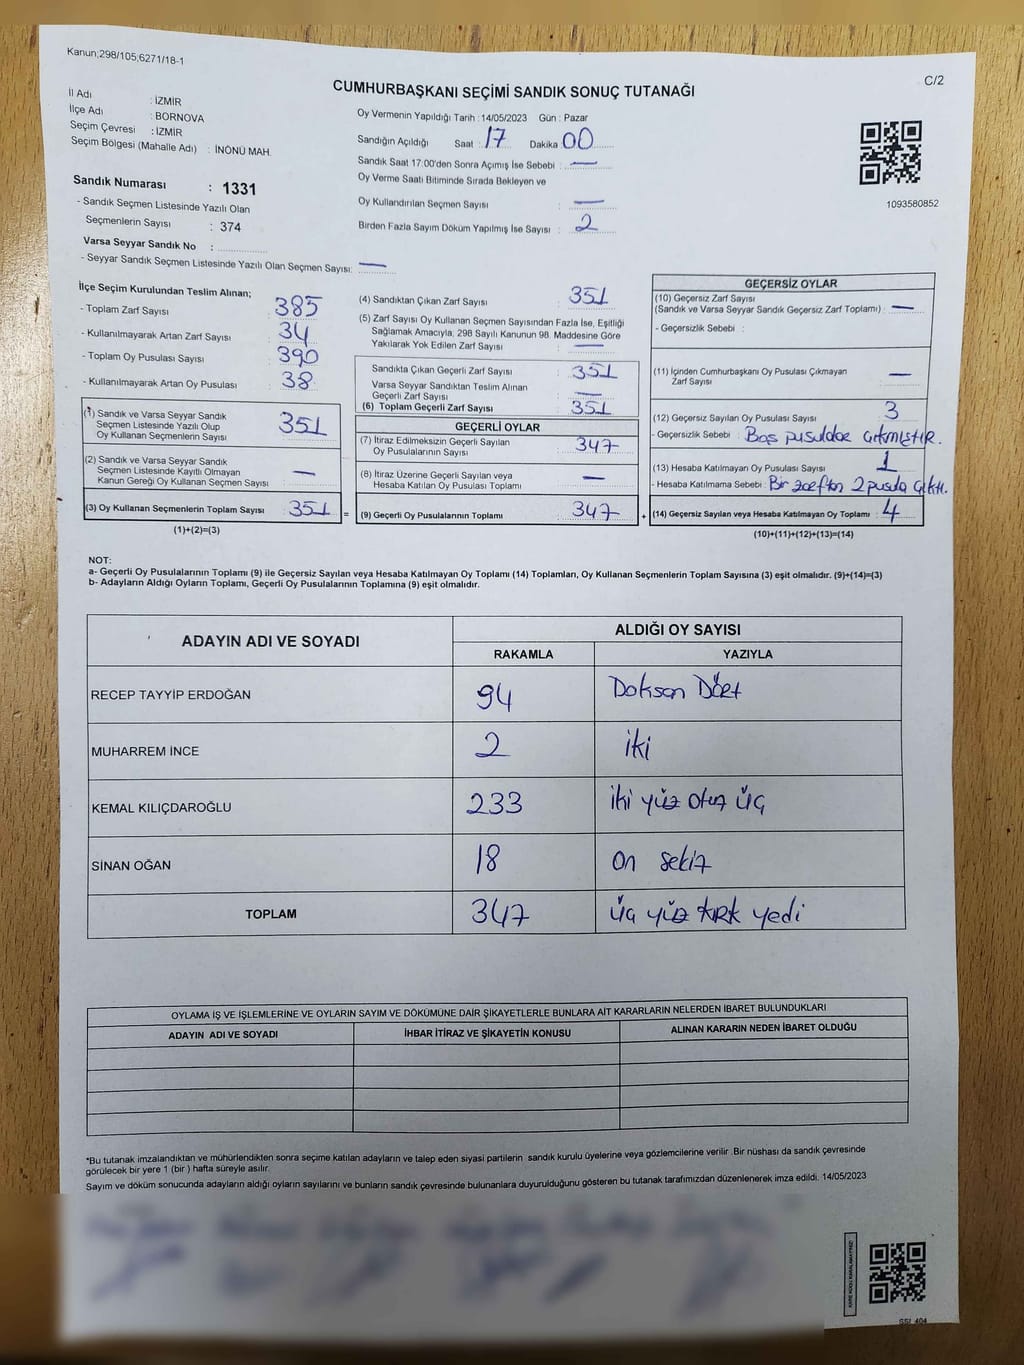 Kanun;298/105;6271/18-1
C/2
CUMHURBAŞKANI SEÇİMİ SANDIK SONUÇ TUTANAĞI
İl Adı : İZMİR
İlçe Adı : BORNOVA
Seçim Çevresi : İZMİR
Seçim Bölgesi (Mahalle Adı) : İNÖNÜ MAH.
Sandık Numarası : 1331
- Sandık Seçmen Listesinde Yazılı Olan
Seçmenlerin Sayısı : 374
Varsa Seyyar Sandık No :
- Seyyar Sandık Seçmen Listesinde Yazılı Olan Seçmen Sayısı: —
Oy Vermenin Yapıldığı Tarih : 14/05/2023 Gün : Pazar
Sandığın Açıldığı Saat : 17 Dakika 00
Sandık Saat 17:00'den Sonra Açımış İse Sebebi : —
Oy Verme Saati Bitiminde Sırada Bekleyen ve
Oy Kullandırılan Seçmen Sayısı : —
Birden Fazla Sayım Döküm Yapılmış İse Sayısı : 2
1093580852
İlçe Seçim Kurulundan Teslim Alınan;
- Toplam Zarf Sayısı : 385
- Kullanılmayarak Artan Zarf Sayısı : 34
- Toplam Oy Pusulası Sayısı : 390
- Kullanılmayarak Artan Oy Pusulası : 38
(1) Sandık ve Varsa Seyyar Sandık
Seçmen Listesinde Yazılı Olup
Oy Kullanan Seçmenlerin Sayısı : 351
(2) Sandık ve Varsa Seyyar Sandık
Seçmen Listesinde Kayıtlı Olmayan
Kanun Gereği Oy Kullanan Seçmen Sayısı : —
(3) Oy Kullanan Seçmenlerin Toplam Sayısı : 351 =
(1)+(2)=(3)
(4) Sandıktan Çıkan Zarf Sayısı : 351
(5) Zarf Sayısı Oy Kullanan Seçmen Sayısından Fazla İse, Eşitliği
Sağlamak Amacıyla, 298 Sayılı Kanunun 98. Maddesine Göre
Yakılarak Yok Edilen Zarf Sayısı : —
Sandıkta Çıkan Geçerli Zarf Sayısı : 351
Varsa Seyyar Sandıktan Teslim Alınan
Geçerli Zarf Sayısı : —
(6) Toplam Geçerli Zarf Sayısı : 351
GEÇERLİ OYLAR
(7) İtiraz Edilmeksizin Geçerli Sayılan
Oy Pusulalarının Sayısı : 347
(8) İtiraz Üzerine Geçerli Sayılan veya
Hesaba Katılan Oy Pusulası Toplamı : —
(9) Geçerli Oy Pusulalarının Toplamı : 347 +
GEÇERSİZ OYLAR
(10) Geçersiz Zarf Sayısı
(Sandık ve Varsa Seyyar Sandık Geçersiz Zarf Toplamı) : —
- Geçersizlik Sebebi :
(11) İçinden Cumhurbaşkanı Oy Pusulası Çıkmayan
Zarf Sayısı : —
(12) Geçersiz Sayılan Oy Pusulası Sayısı : 3
- Geçersizlik Sebebi : Boş pusulalar çıkmıştır.
(13) Hesaba Katılmayan Oy Pusulası Sayısı : 1
- Hesaba Katılmama Sebebi : Bir zarftan 2 pusula çıktı.
(14) Geçersiz Sayılan veya Hesaba Katılmayan Oy Toplamı : 4
(10)+(11)+(12)+(13)=(14)
NOT:
a- Geçerli Oy Pusulalarının Toplamı (9) ile Geçersiz Sayılan veya Hesaba Katılmayan Oy Toplamı (14) Toplamları, Oy Kullanan Seçmenlerin Toplam Sayısına (3) eşit olmalıdır. (9)+(14)=(3)
b- Adayların Aldığı Oyların Toplamı, Geçerli Oy Pusulalarının Toplamına (9) eşit olmalıdır.
ADAYIN ADI VE SOYADI ALDIĞI OY SAYISI
RAKAMLA YAZIYLA
RECEP TAYYİP ERDOĞAN 94 Doksan Dört
MUHARREM İNCE 2 iki
KEMAL KILIÇDAROĞLU 233 iki yüz otuz üç
SİNAN OĞAN 18 on sekiz
TOPLAM 347 üç yüz kırk yedi
OYLAMA İŞ VE İŞLEMLERİNE VE OYLARIN SAYIM VE DÖKÜMÜNE DAİR ŞİKAYETLERLE BUNLARA AİT KARARLARIN NELERDEN İBARET BULUNDUKLARI
ADAYIN ADI VE SOYADI İHBAR İTİRAZ VE ŞİKAYETİN KONUSU ALINAN KARARIN NEDEN İBARET OLDUĞU
*Bu tutanak imzalandıktan ve mühürlendikten sonra seçime katılan adayların ve talep eden siyasi partilerin sandık kurulu üyelerine veya gözlemcilerine verilir .Bir nüshası da sandık çevresinde
görülecek bir yere 1 (bir ) hafta süreyle asılır.
Sayım ve döküm sonucunda adayların aldığı oyların sayılarını ve bunların sandık çevresinde bulunanlara duyurulduğunu gösteren bu tutanak tarafımızdan düzenlenerek imza edildi. 14/05/2023
KARE KODU KARALAMAYINIZ!
SSI_404